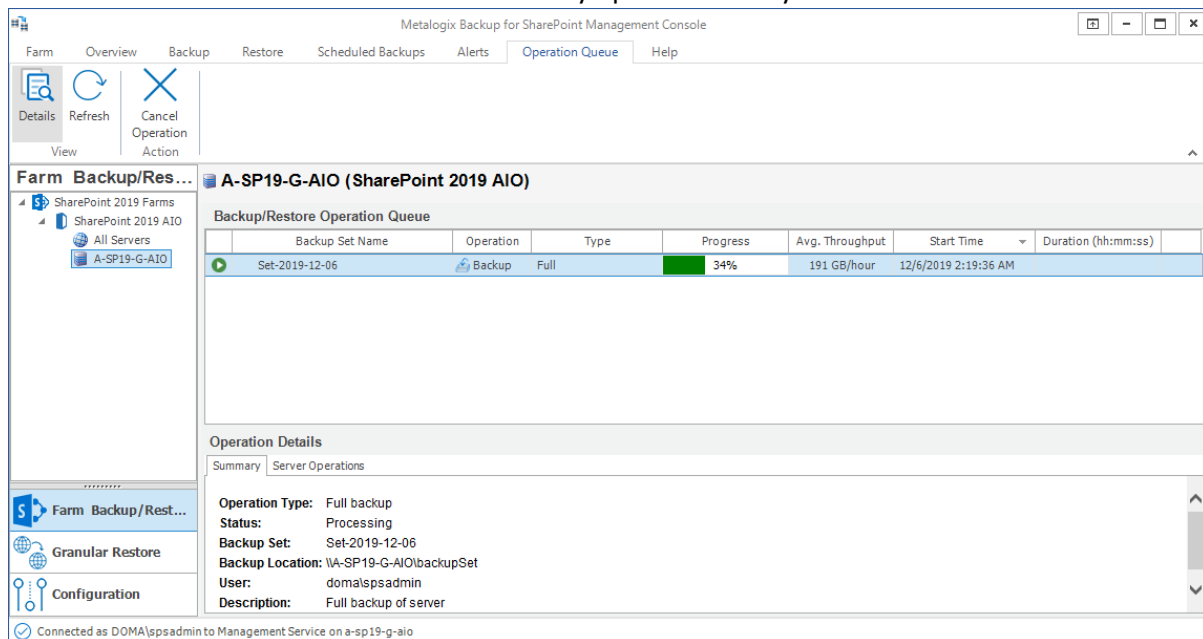 Metalogix Backup for SharePoint Management Console
Farm Overview Backup Restore Scheduled Backups Alerts Operation Queue Help
Details Refresh Cancel Operation
View Action
Farm Backup/Res...
SharePoint 2019 Farms
SharePoint 2019 AIO
All Servers
A-SP19-G-AIO
A-SP19-G-AIO (SharePoint 2019 AIO)
Backup/Restore Operation Queue
Backup Set Name Operation Type Progress Avg. Throughput Start Time Duration (hh:mm:ss)
Set-2019-12-06 Backup Full 34% 191 GB/hour 12/6/2019 2:19:36 AM
Operation Details
Summary Server Operations
Operation Type: Full backup
Status: Processing
Backup Set: Set-2019-12-06
Backup Location: \\A-SP19-G-AIO\backupSet
User: doma\spsadmin
Description: Full backup of server
Farm Backup/Rest...
Granular Restore
Configuration
Connected as DOMA\spsadmin to Management Service on a-sp19-g-aio